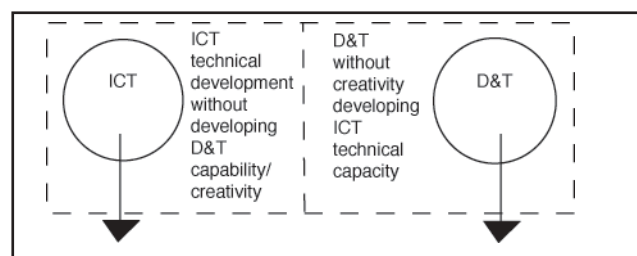 ICT
ICT
technical
development
without
developing
D&T
capability/
creativity
D&T
without
creativity
developing
ICT
technical
capacity
D&T